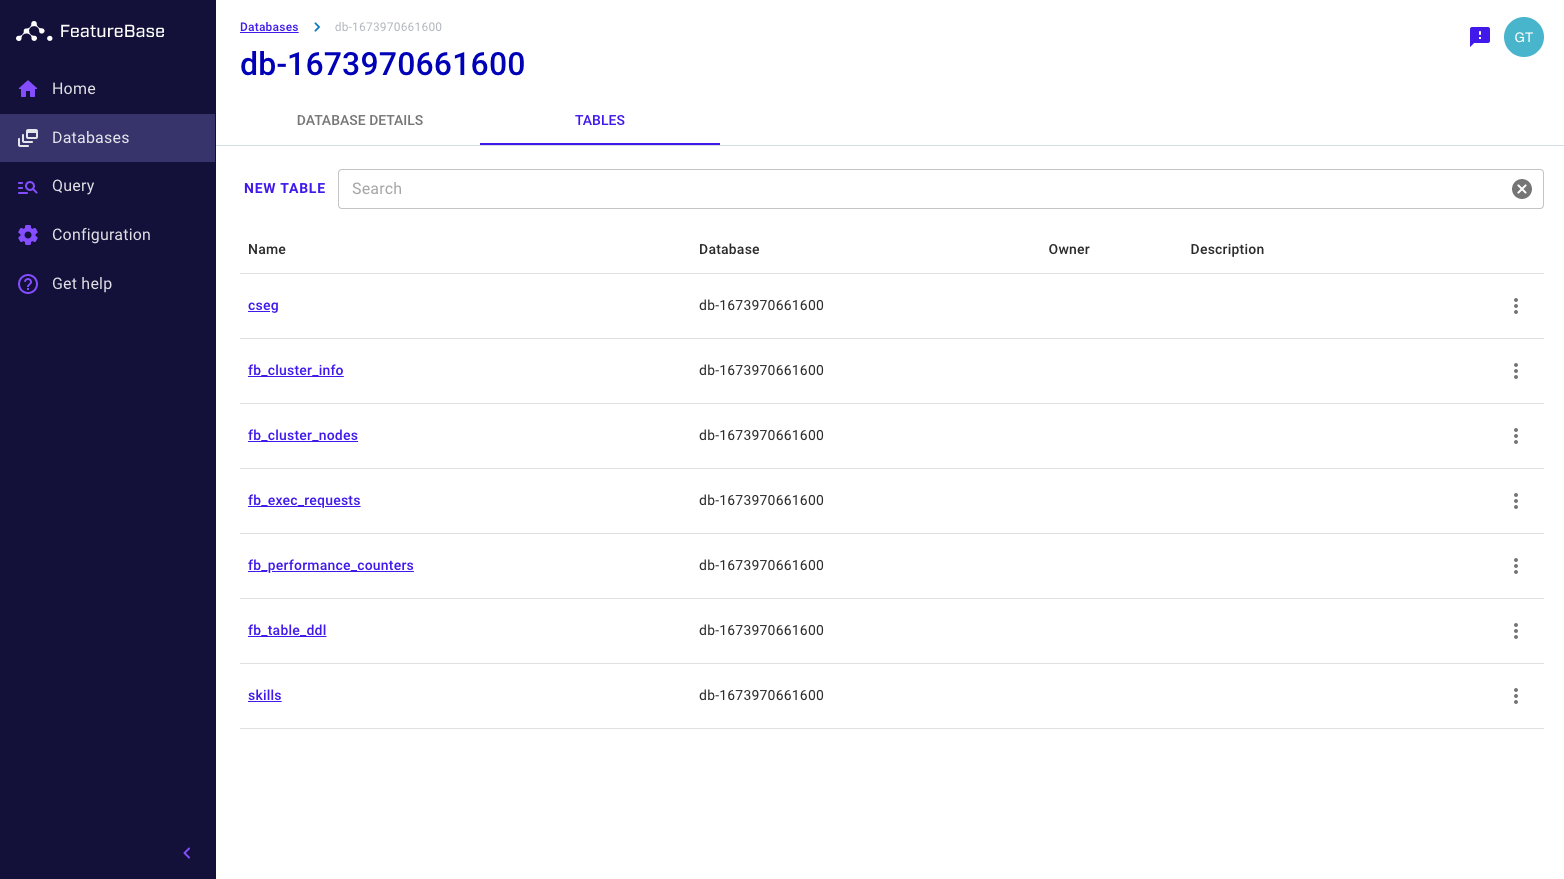 FeatureBase
Home
Databases
Query
Configuration
Get help
Databases db-1673970661600
db-1673970661600
GT
DATABASE DETAILS TABLES
NEW TABLE Search
Name Database Owner Description
cseg db-1673970661600
fb_cluster_info db-1673970661600
fb_cluster_nodes db-1673970661600
fb_exec_requests db-1673970661600
fb_performance_counters db-1673970661600
fb_table_ddl db-1673970661600
skills db-1673970661600